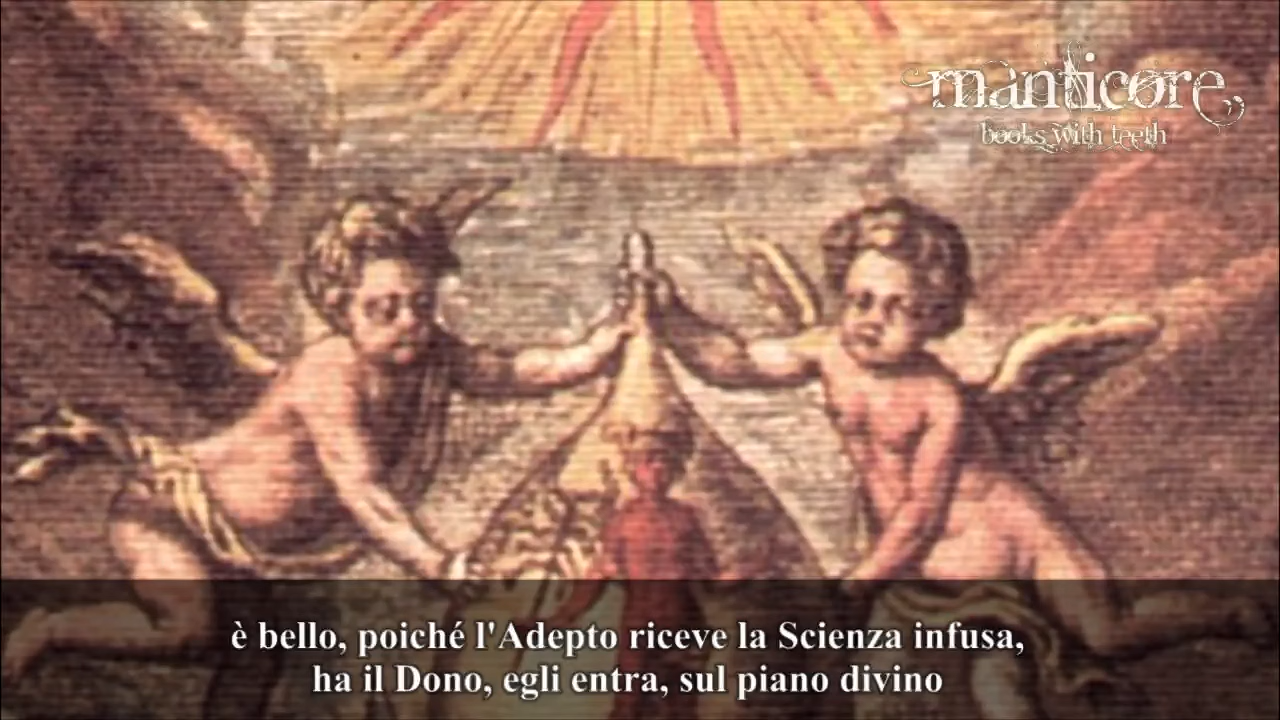 manticore
books with teeth
è bello, poiché l'Adepto riceve la Scienza infusa,
ha il Dono, egli entra, sul piano divino